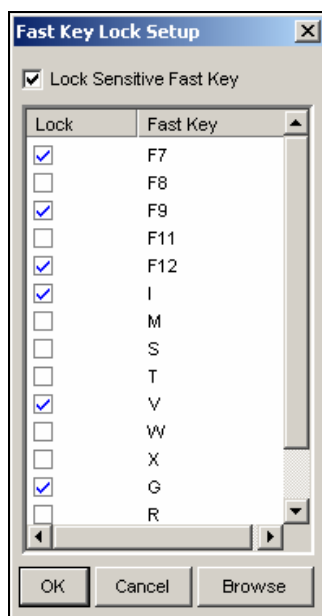 Fast Key Lock Setup
Lock Sensitive Fast Key
Lock Fast Key
F7
F8
F9
F11
F12
I
M
S
T
V
W
X
G
R
OK Cancel Browse